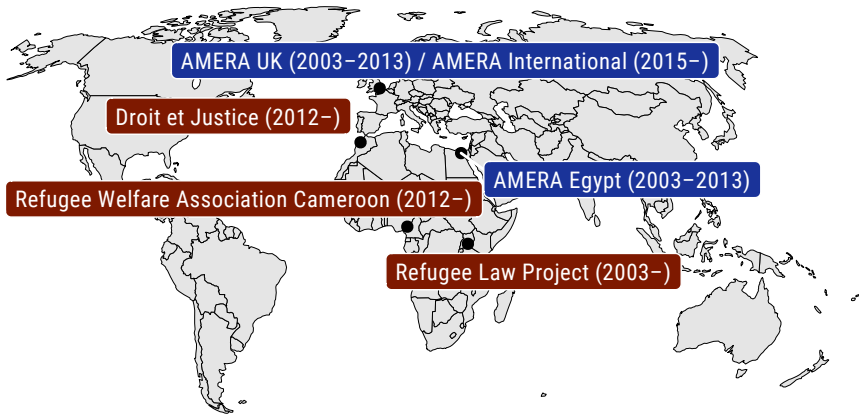 AMERA UK (2003–2013) / AMERA International (2015–)
Droit et Justice (2012–)
AMERA Egypt (2003–2013)
Refugee Welfare Association Cameroon (2012–)
Refugee Law Project (2003–)